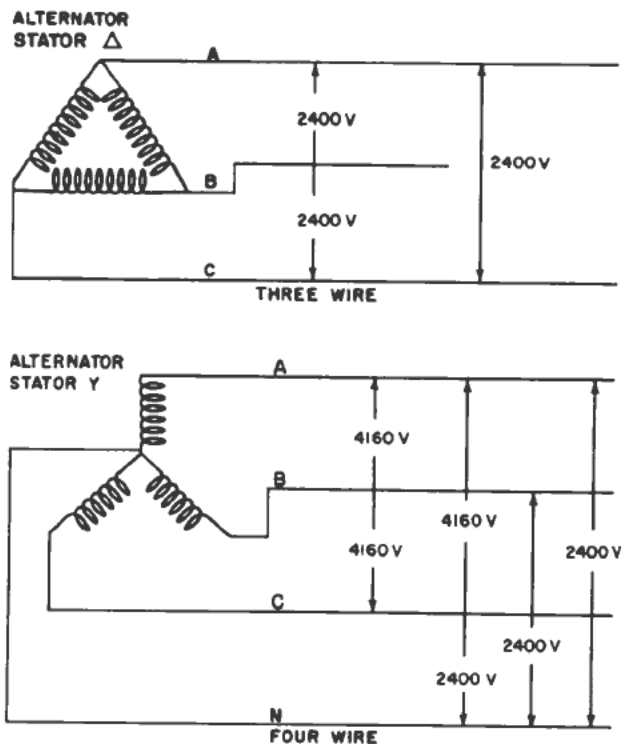 ALTERNATOR
STATOR △
A
2400 V
2400 V
B
2400 V
C
THREE WIRE
ALTERNATOR
STATOR Y
A
4160 V
B
4160 V
4160 V
2400 V
C
2400 V
2400 V
N
FOUR WIRE